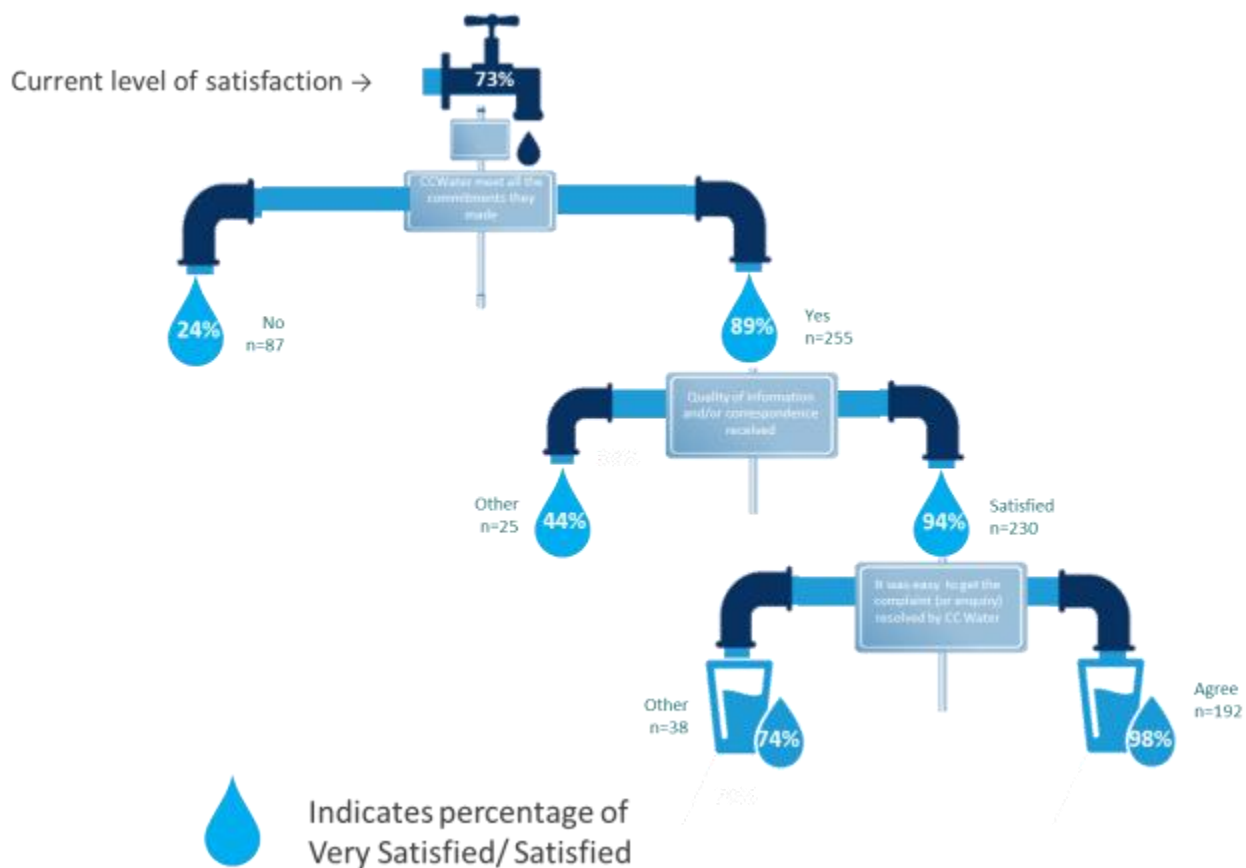 73%
Current level of satisfaction →
CCWater meet all the
commitments they
made
24%
No
n=87
89%
Yes
n=255
Quality of information
and/or correspondence
received
Other
n=25
44%
94%
Satisfied
n=230
It was easy to get the
complaint (or enquiry)
resolved by CC Water
Other
n=38
74%
98%
Agree
n=192
Indicates percentage of
Very Satisfied/ Satisfied